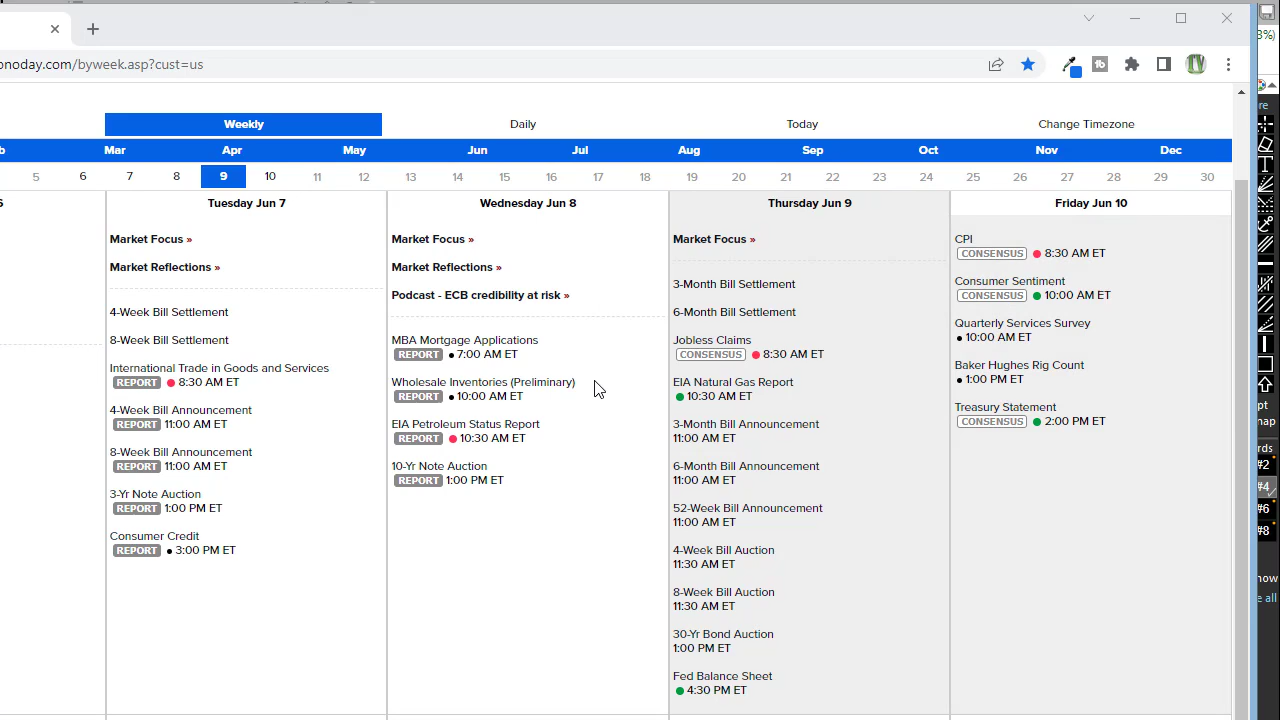 3%)
onoday.com/byweek.asp?cust=us
Weekly
Daily
Today
Change Timezone
b Mar Apr May Jun Jul Aug Sep Oct Nov Dec
5 6 7 8 9 10 11 12 13 14 15 16 17 18 19 20 21 22 23 24 25 26 27 28 29 30
6
Tuesday Jun 7
Market Focus »
Market Reflections »
4-Week Bill Settlement
8-Week Bill Settlement
International Trade in Goods and Services
REPORT 8:30 AM ET
4-Week Bill Announcement
REPORT 11:00 AM ET
8-Week Bill Announcement
REPORT 11:00 AM ET
3-Yr Note Auction
REPORT 1:00 PM ET
Consumer Credit
REPORT 3:00 PM ET
Wednesday Jun 8
Market Focus »
Market Reflections »
Podcast - ECB credibility at risk »
MBA Mortgage Applications
REPORT 7:00 AM ET
Wholesale Inventories (Preliminary)
REPORT 10:00 AM ET
EIA Petroleum Status Report
REPORT 10:30 AM ET
10-Yr Note Auction
REPORT 1:00 PM ET
Thursday Jun 9
Market Focus »
3-Month Bill Settlement
6-Month Bill Settlement
Jobless Claims
CONSENSUS 8:30 AM ET
EIA Natural Gas Report
10:30 AM ET
3-Month Bill Announcement
11:00 AM ET
6-Month Bill Announcement
11:00 AM ET
52-Week Bill Announcement
11:00 AM ET
4-Week Bill Auction
11:30 AM ET
8-Week Bill Auction
11:30 AM ET
30-Yr Bond Auction
1:00 PM ET
Fed Balance Sheet
4:30 PM ET
Friday Jun 10
CPI
CONSENSUS 8:30 AM ET
Consumer Sentiment
CONSENSUS 10:00 AM ET
Quarterly Services Survey
10:00 AM ET
Baker Hughes Rig Count
1:00 PM ET
Treasury Statement
CONSENSUS 2:00 PM ET
re
pt
map
rds
#2
#4
#6
#8
now
e all